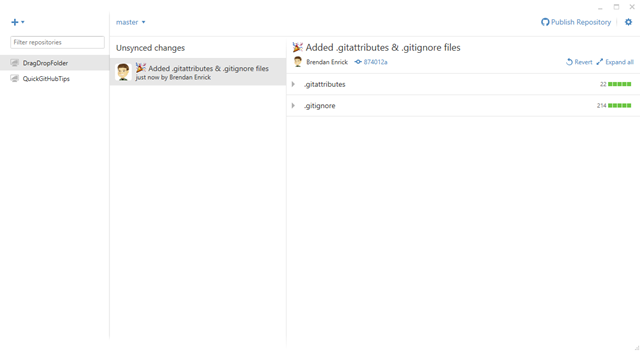 master
Publish Repository
Filter repositories
DragDropFolder
QuickGitHubTips
Unsynced changes
Added .gitattributes & .gitignore files
just now by Brendan Enrick
Added .gitattributes & .gitignore files
Brendan Enrick
874012a
Revert
Expand all
.gitattributes
22
.gitignore
214